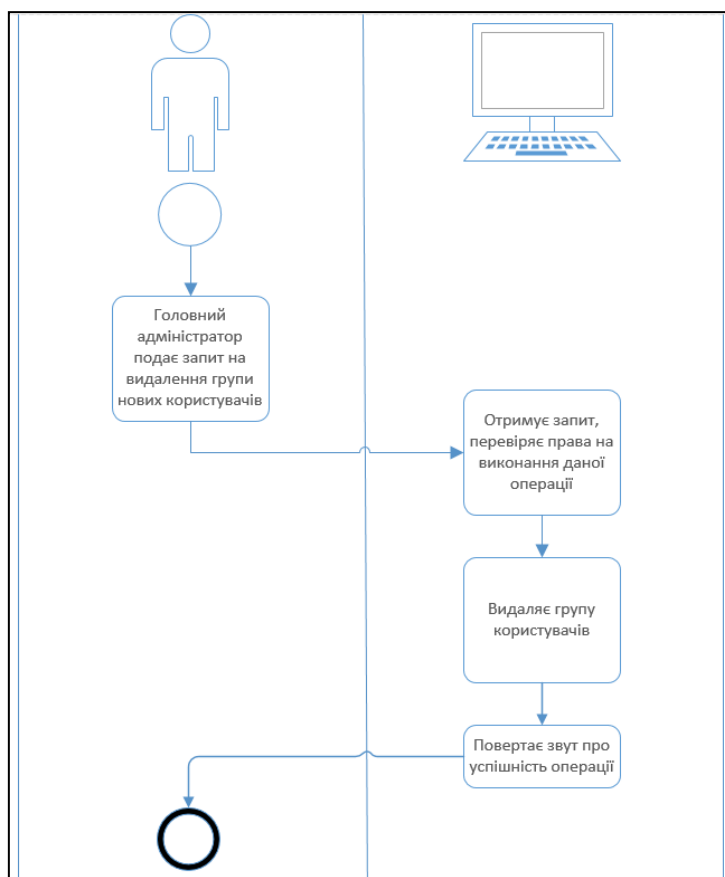 Головний
адміністратор
подає запит на
видалення групи
нових користувачів
Отримує запит,
перевіряє права на
виконання даної
операції
Видаляє групу
користувачів
Повертає звут про
успішність операції